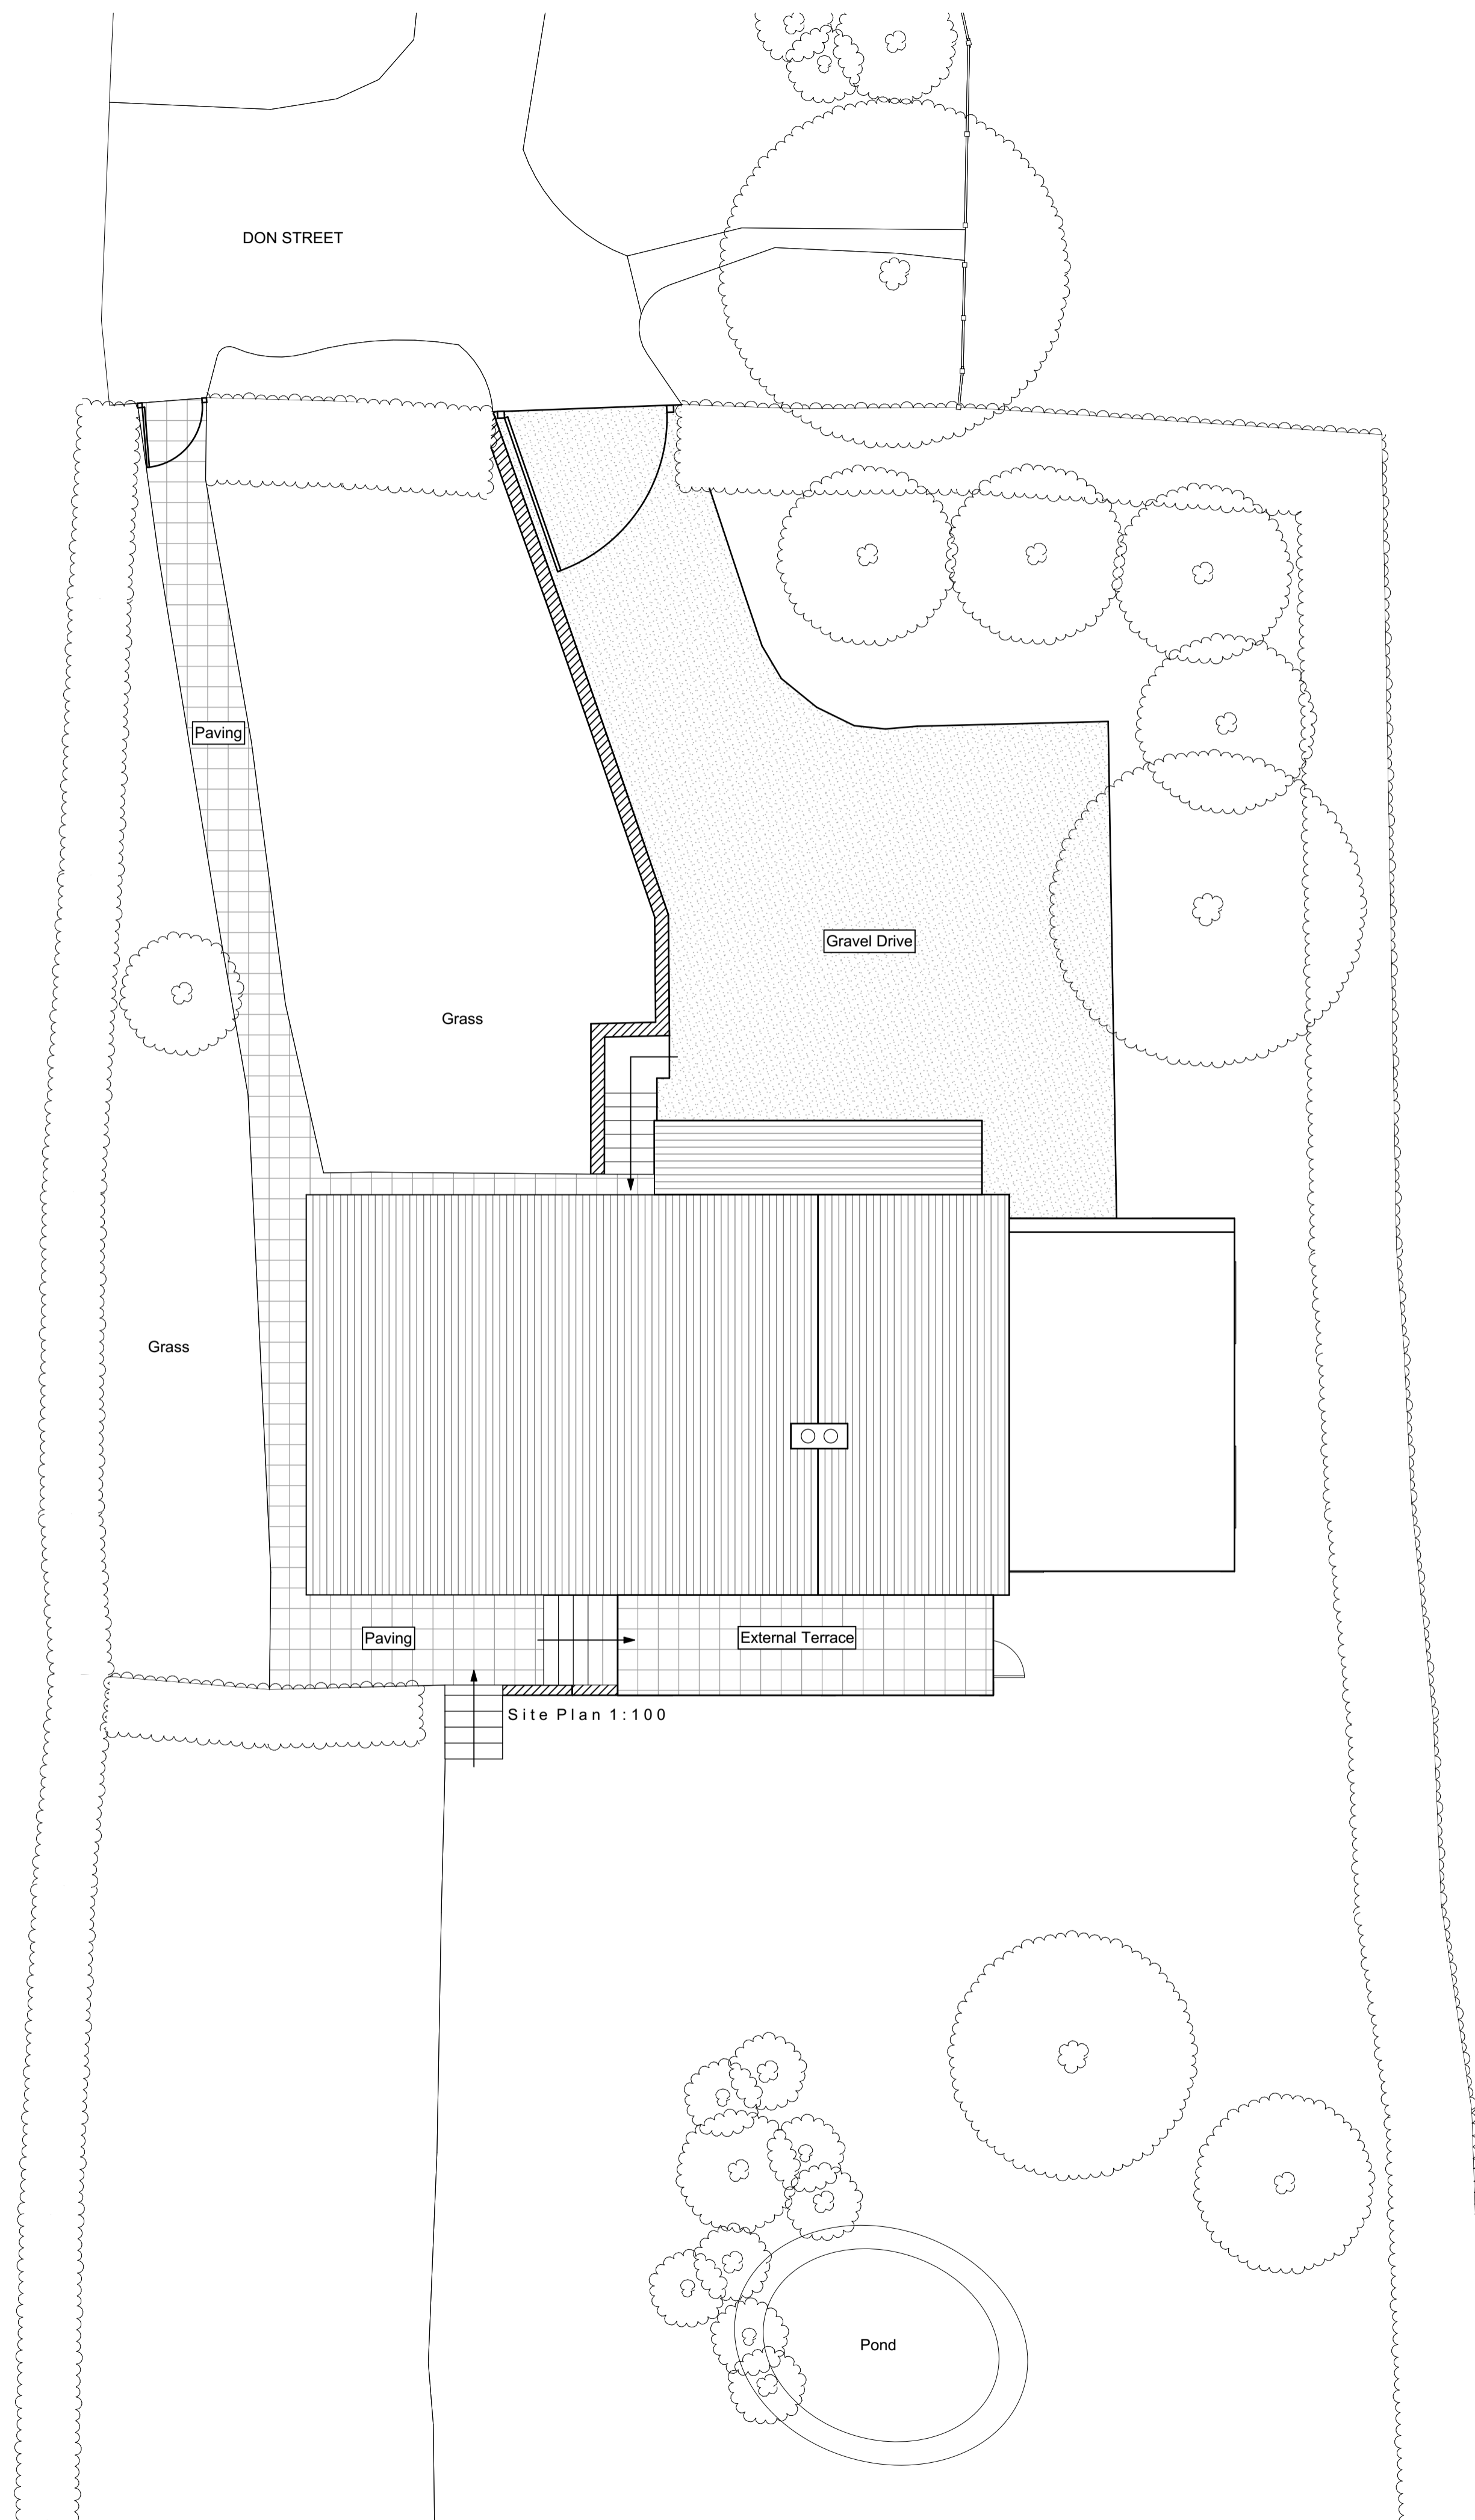 DON STREET
Paving
Gravel Drive
Grass
Grass
Paving
External Terrace
Site Plan 1:100
Pond